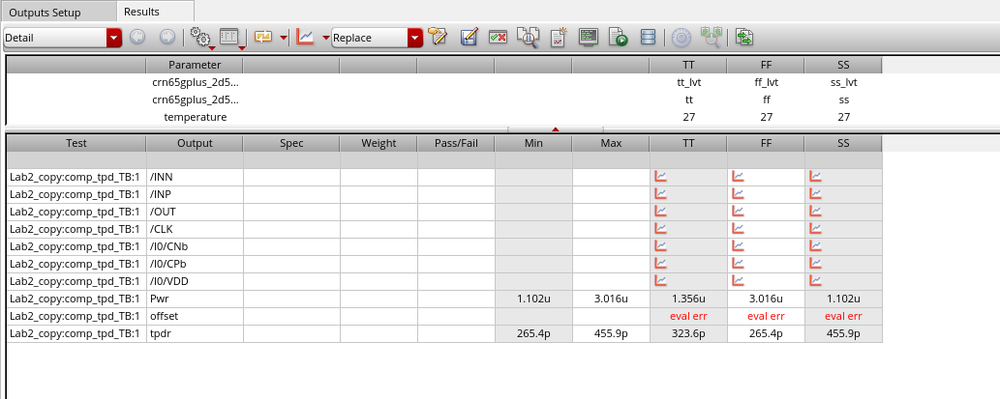 Outputs Setup Results
Detail Replace
Parameter TT FF SS
crn65gplus_2d5... tt_lvt ff_lvt ss_lvt
crn65gplus_2d5... tt ff ss
temperature 27 27 27
Test Output Spec Weight Pass/Fail Min Max TT FF SS
Lab2_copy:comp_tpd_TB:1 /INN
Lab2_copy:comp_tpd_TB:1 /INP
Lab2_copy:comp_tpd_TB:1 /OUT
Lab2_copy:comp_tpd_TB:1 /CLK
Lab2_copy:comp_tpd_TB:1 /I0/CNb
Lab2_copy:comp_tpd_TB:1 /I0/CPb
Lab2_copy:comp_tpd_TB:1 /I0/VDD
Lab2_copy:comp_tpd_TB:1 Pwr 1.102u 3.016u 1.356u 3.016u 1.102u
Lab2_copy:comp_tpd_TB:1 offset eval err eval err eval err
Lab2_copy:comp_tpd_TB:1 tpdr 265.4p 455.9p 323.6p 265.4p 455.9p